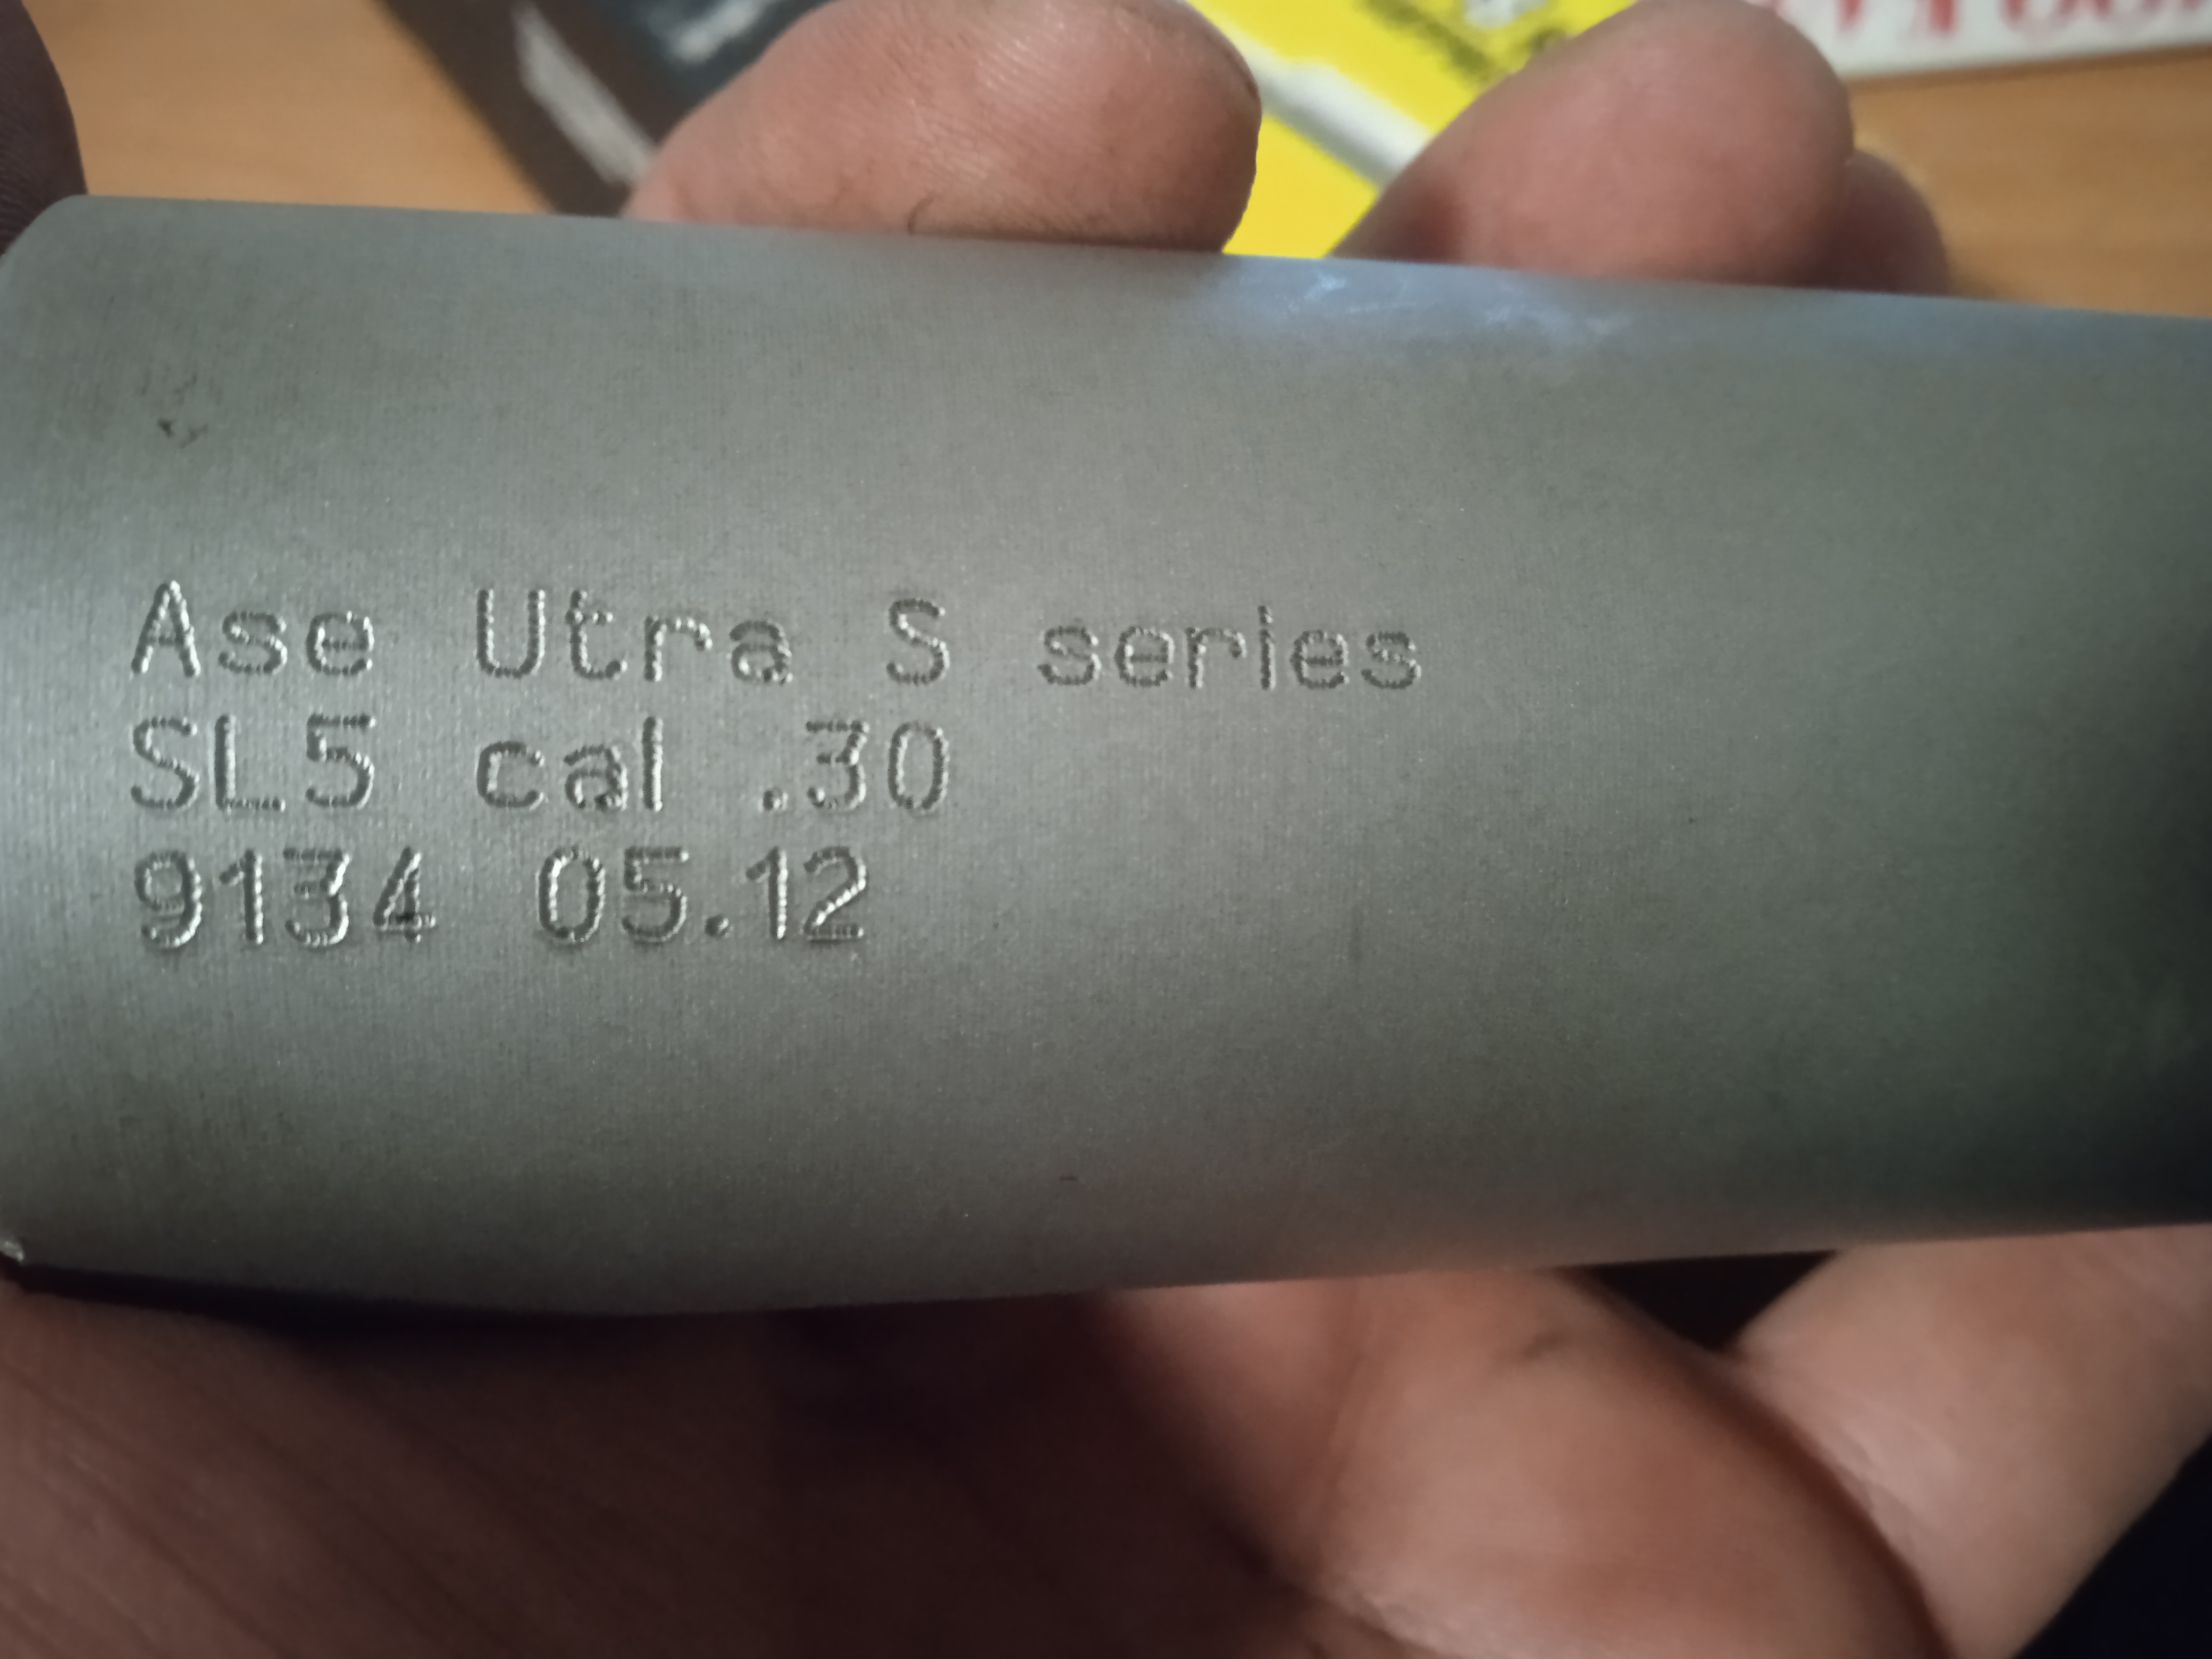 Ase Utra S series
SL5 cal .30
9134 05.12